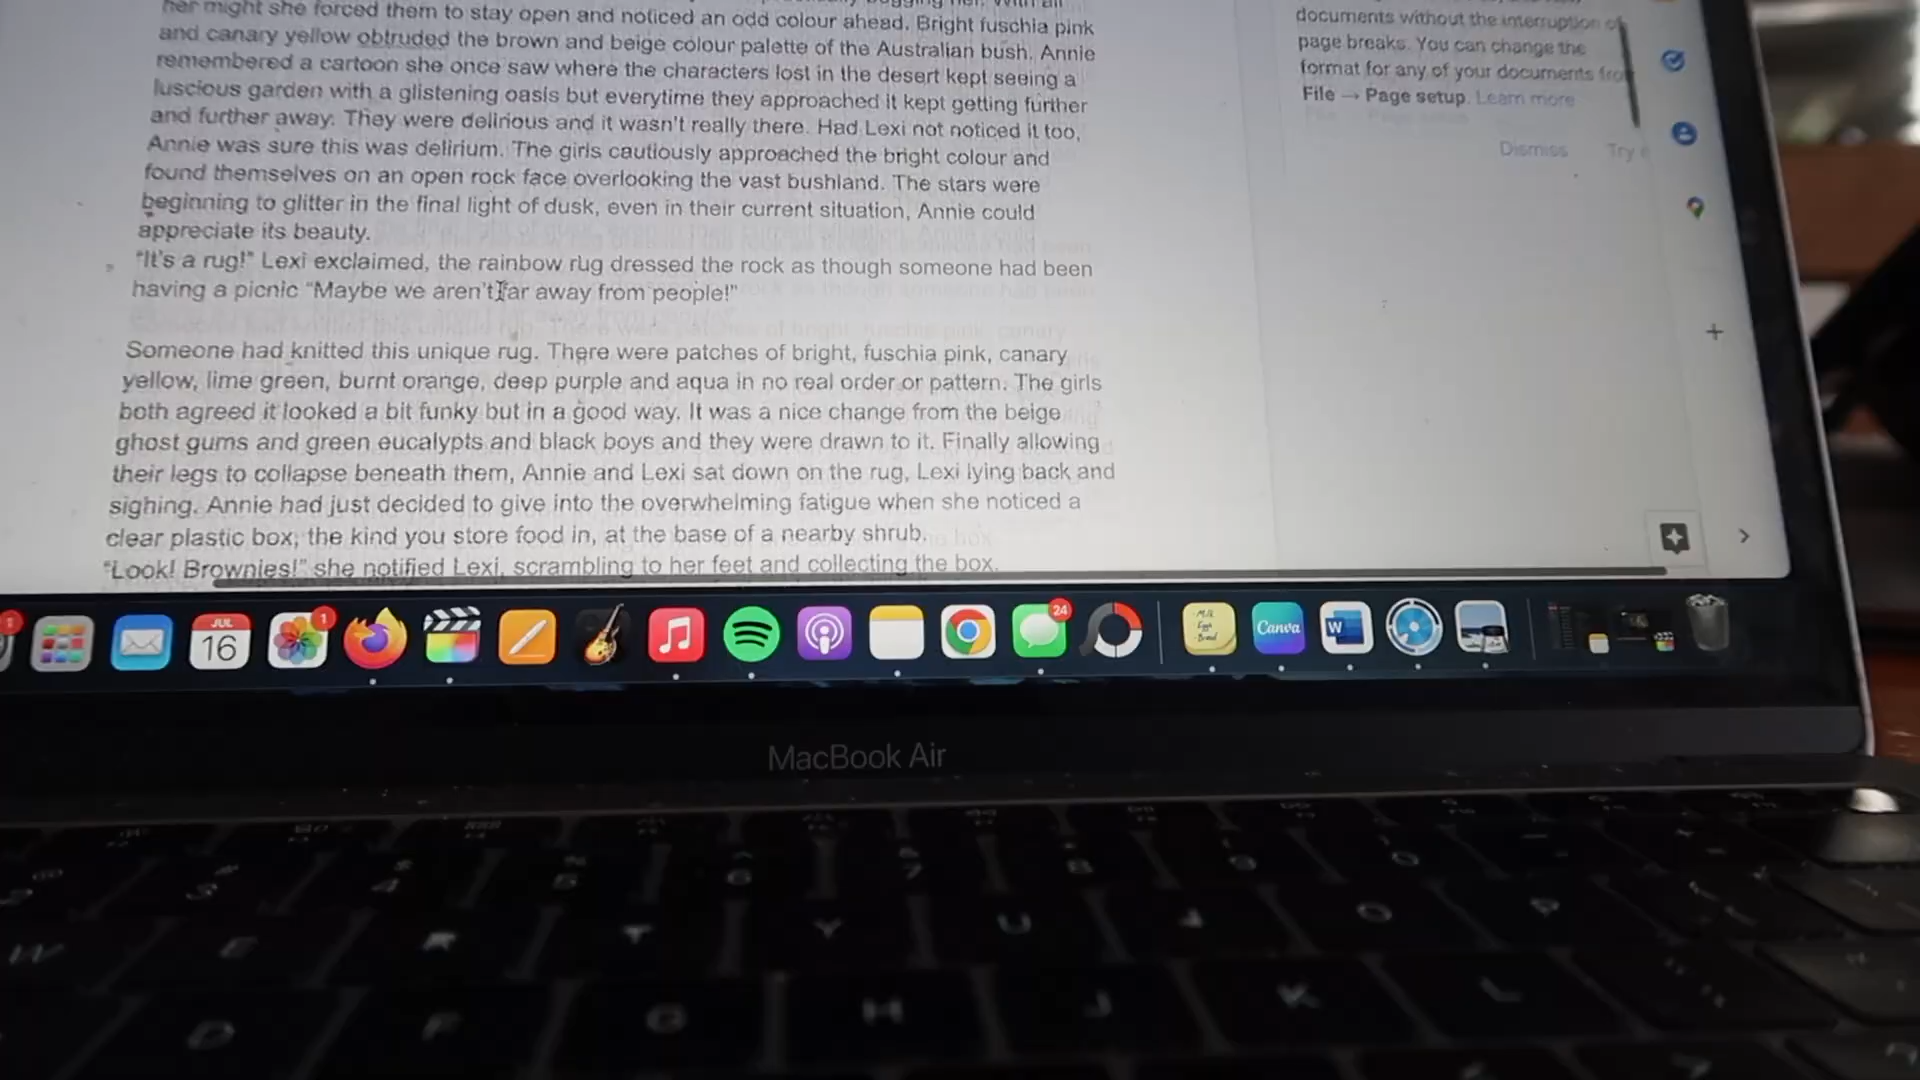 her might she forced them to stay open and noticed an odd colour ahead. Bright fuschia pink
and canary yellow obtruded the brown and beige colour palette of the Australian bush. Annie
remembered a cartoon she once saw where the characters lost in the desert kept seeing a
luscious garden with a glistening oasis but everytime they approached it kept getting further
and further away. They were delirious and it wasn't really there. Had Lexi not noticed it too,
Annie was sure this was delirium. The girls cautiously approached the bright colour and
found themselves on an open rock face overlooking the vast bushland. The stars were
beginning to glitter in the final light of dusk, even in their current situation, Annie could
appreciate its beauty.
"It's a rug!" Lexi exclaimed, the rainbow rug dressed the rock as though someone had been
having a picnic "Maybe we aren't far away from people!"
Someone had knitted this unique rug. There were patches of bright, fuschia pink, canary
yellow, lime green, burnt orange, deep purple and aqua in no real order or pattern. The girls
both agreed it looked a bit funky but in a good way. It was a nice change from the beige
ghost gums and green eucalypts and black boys and they were drawn to it. Finally allowing
their legs to collapse beneath them, Annie and Lexi sat down on the rug, Lexi lying back and
sighing. Annie had just decided to give into the overwhelming fatigue when she noticed a
clear plastic box, the kind you store food in, at the base of a nearby shrub.
"Look! Brownies!" she notified Lexi, scrambling to her feet and collecting the box.
documents without the interruption of
page breaks. You can change the
format for any of your documents from
File → Page setup. Learn more
Dismiss Try
JUL
16
1
24
Milk
Eggs
Bread
Canva
W
MacBook Air
4 5 6 7 8 9 0
W E R T Y U I O P
D F G H J K L